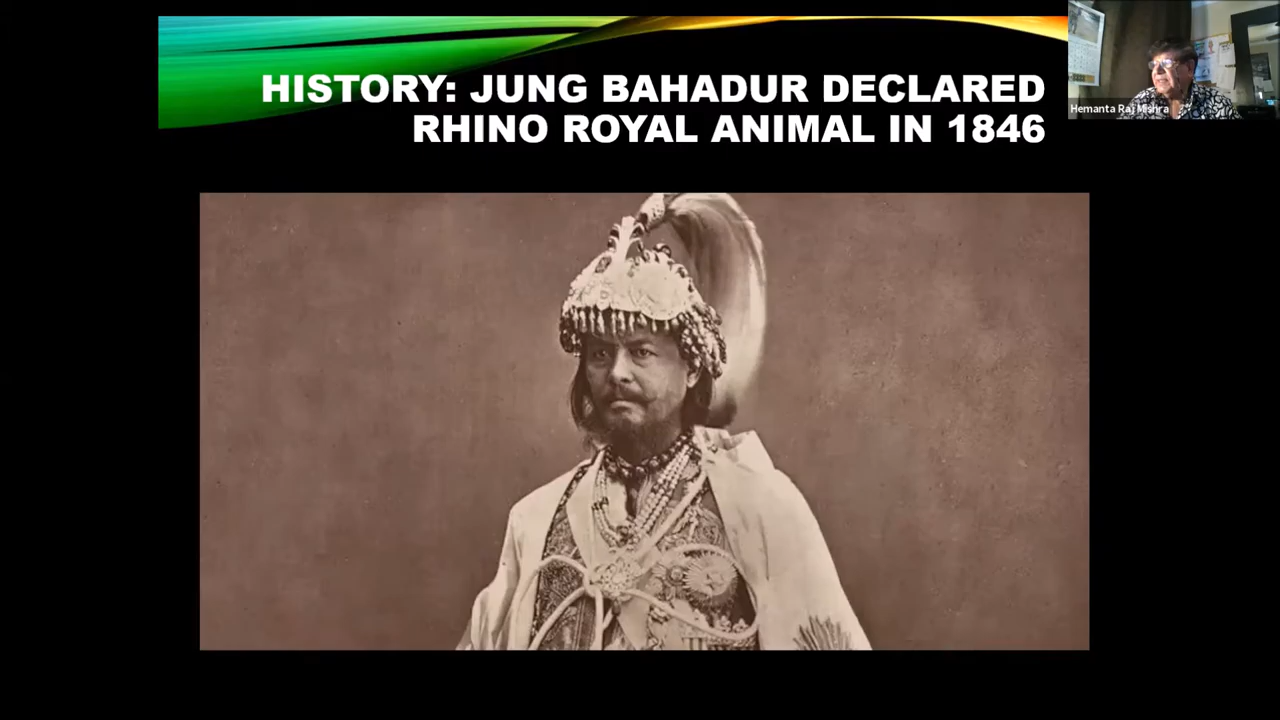 HISTORY: JUNG BAHADUR DECLARED
RHINO ROYAL ANIMAL IN 1846
Hemanta Raj Mishra